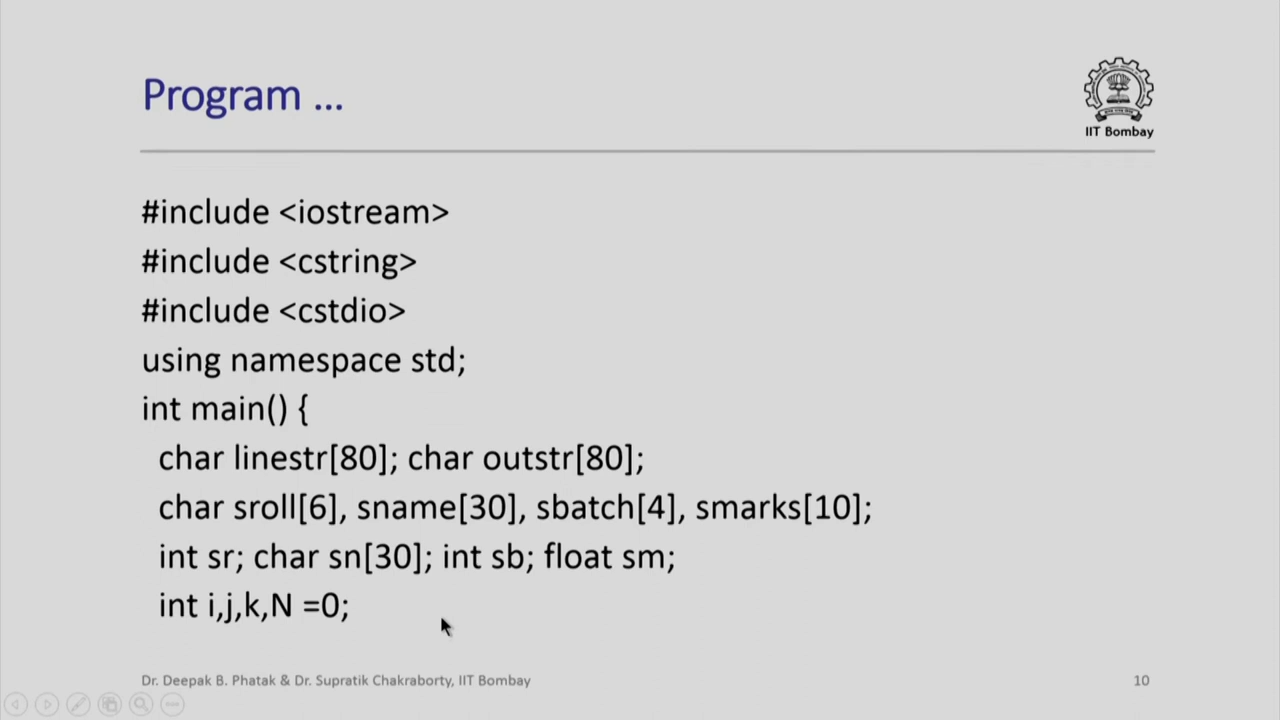 Program ...
IIT Bombay
#include <iostream>
#include <cstring>
#include <cstdio>
using namespace std;
int main() {
char linestr[80]; char outstr[80];
char sroll[6], sname[30], sbatch[4], smarks[10];
int sr; char sn[30]; int sb; float sm;
int i,j,k,N =0;
Dr. Deepak B. Phatak & Dr. Supratik Chakraborty, IIT Bombay
10